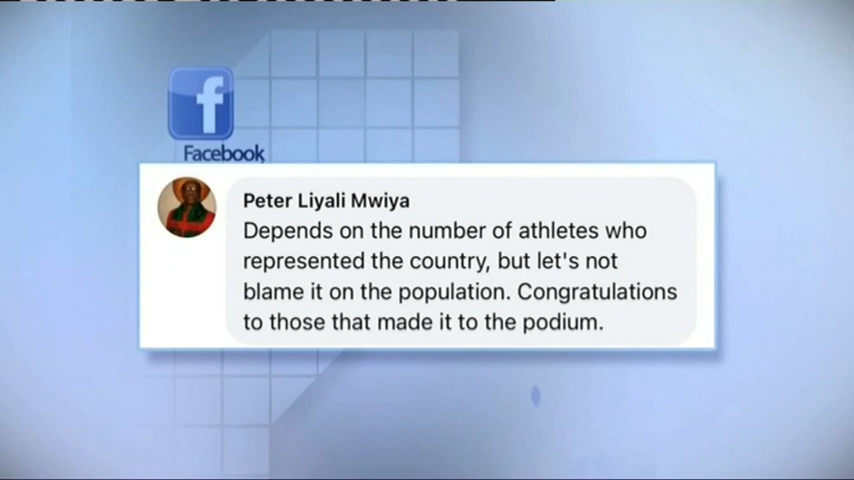 f
Facebook
Peter Liyali Mwiya
Depends on the number of athletes who
represented the country, but let's not
blame it on the population. Congratulations
to those that made it to the podium.